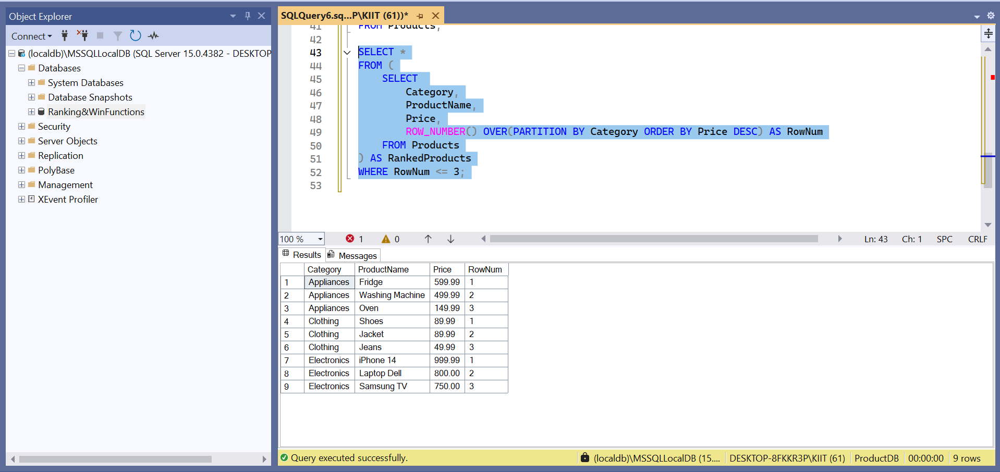 Object Explorer
Connect
(localdb)\MSSQLLocalDB (SQL Server 15.0.4382 - DESKTOP
Databases
System Databases
Database Snapshots
Ranking&WinFunctions
Security
Server Objects
Replication
PolyBase
Management
XEvent Profiler
SQLQuery6.sq...P\KIIT (61))*
41 FROM Products;
42
43 SELECT *
44 FROM (
45 SELECT
46 Category,
47 ProductName,
48 Price,
49 ROW_NUMBER() OVER(PARTITION BY Category ORDER BY Price DESC) AS RowNum
50 FROM Products
51 ) AS RankedProducts
52 WHERE RowNum <= 3;
53
100 % 1 0 Ln: 43 Ch: 1 SPC CRLF
Results Messages
Category ProductName Price RowNum
1 Appliances Fridge 599.99 1
2 Appliances Washing Machine 499.99 2
3 Appliances Oven 149.99 3
4 Clothing Shoes 89.99 1
5 Clothing Jacket 89.99 2
6 Clothing Jeans 49.99 3
7 Electronics iPhone 14 999.99 1
8 Electronics Laptop Dell 800.00 2
9 Electronics Samsung TV 750.00 3
Query executed successfully. (localdb)\MSSQLLocalDB (15.... DESKTOP-8FKKR3P\KIIT (61) ProductDB 00:00:00 9 rows